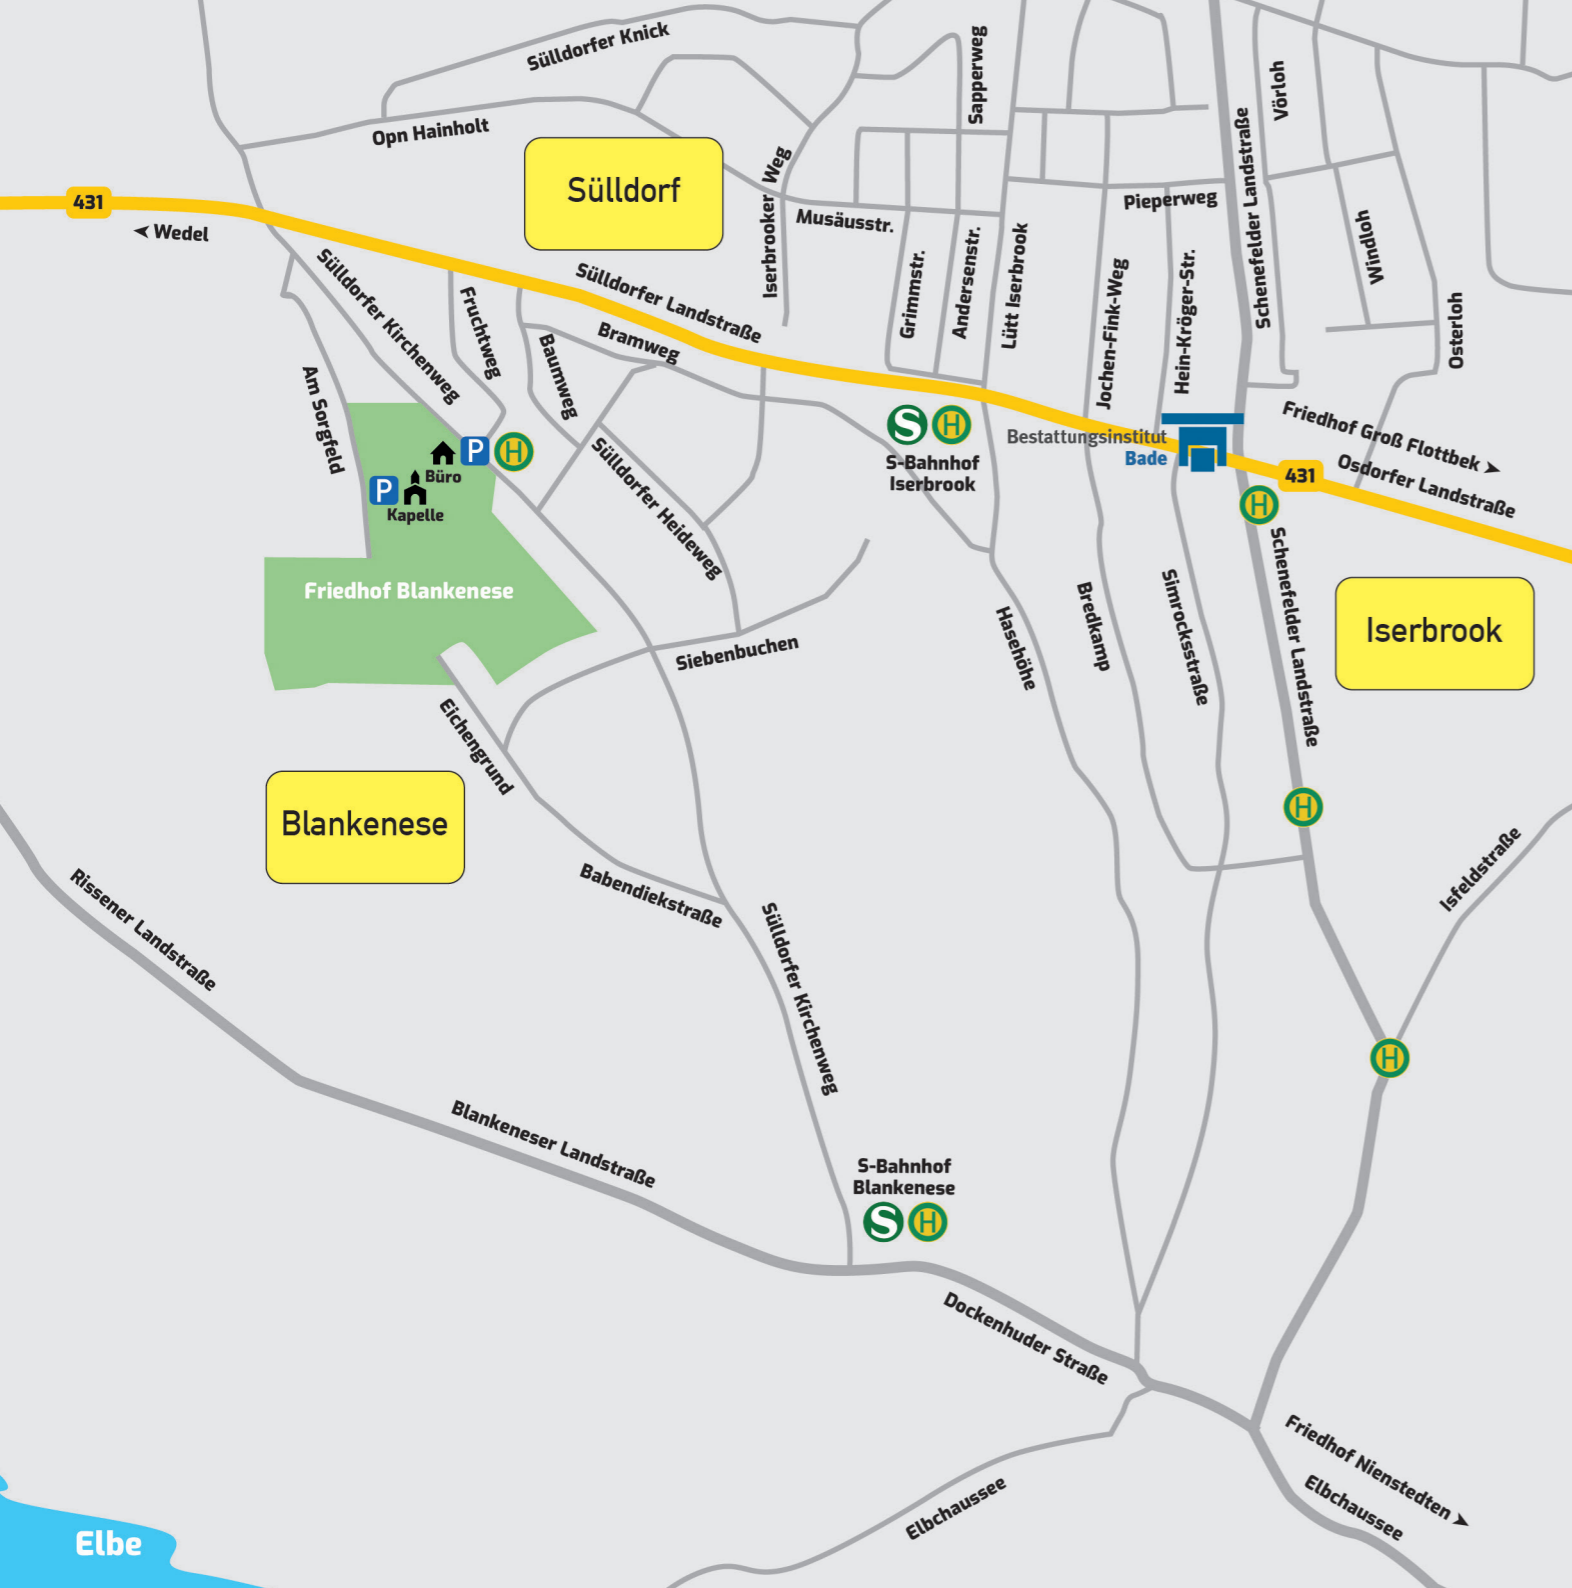 Sülldorfer Knick
Opn Hainholt
Sapperweg
Vörloh
Schenefelder Landstraße
431
Wedel
Sülldorf
Iserbrooker Weg
Musäusstr.
Pieperweg
Grimmstr.
Andersenstr.
Lütt Iserbrook
Jochen-Fink-Weg
Hein-Kröger-Str.
Windloh
Osterloh
Sülldorfer Kirchenweg
Fruchtweg
Baumweg
Sülldorfer Landstraße
Bramweg
Am Sorgfeld
P
H
Büro
P
Kapelle
Friedhof Blankenese
Sülldorfer Heideweg
S H
S-Bahnhof
Iserbrook
Bestattungsinstitut
Bade
Friedhof Groß Flottbek
431
Osdorfer Landstraße
H
Schenefelder Landstraße
Iserbrook
Siebenbuchen
Hasehöhe
Bredkamp
Simrocksstraße
Eichengrund
Blankenese
H
Babendiekstraße
Isfeldstraße
Rissener Landstraße
Sülldorfer Kirchenweg
H
Blankeneser Landstraße
S-Bahnhof
Blankenese
S H
Dockenhuder Straße
Elbchaussee
Friedhof Nienstedten
Elbchaussee
Elbe